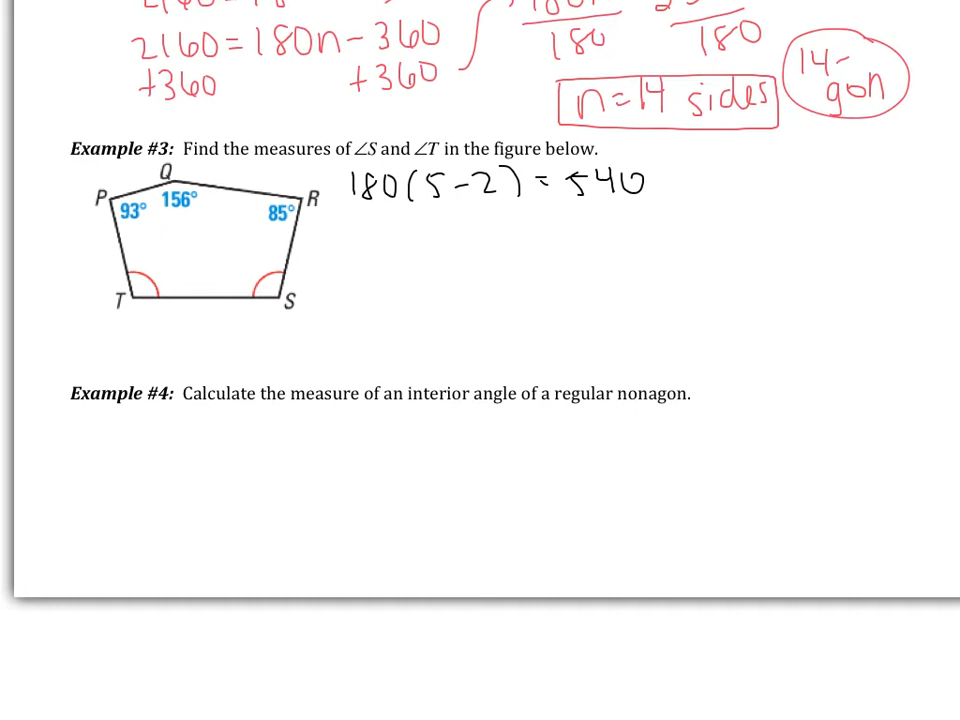 2160 = 180n - 360
+360 +360
180 180
n = 14 sides
14-
gon
Example #3: Find the measures of ∠S and ∠T in the figure below.
Q
P R
93° 156° 85°
180(5-2) = 540
T S
Example #4: Calculate the measure of an interior angle of a regular nonagon.